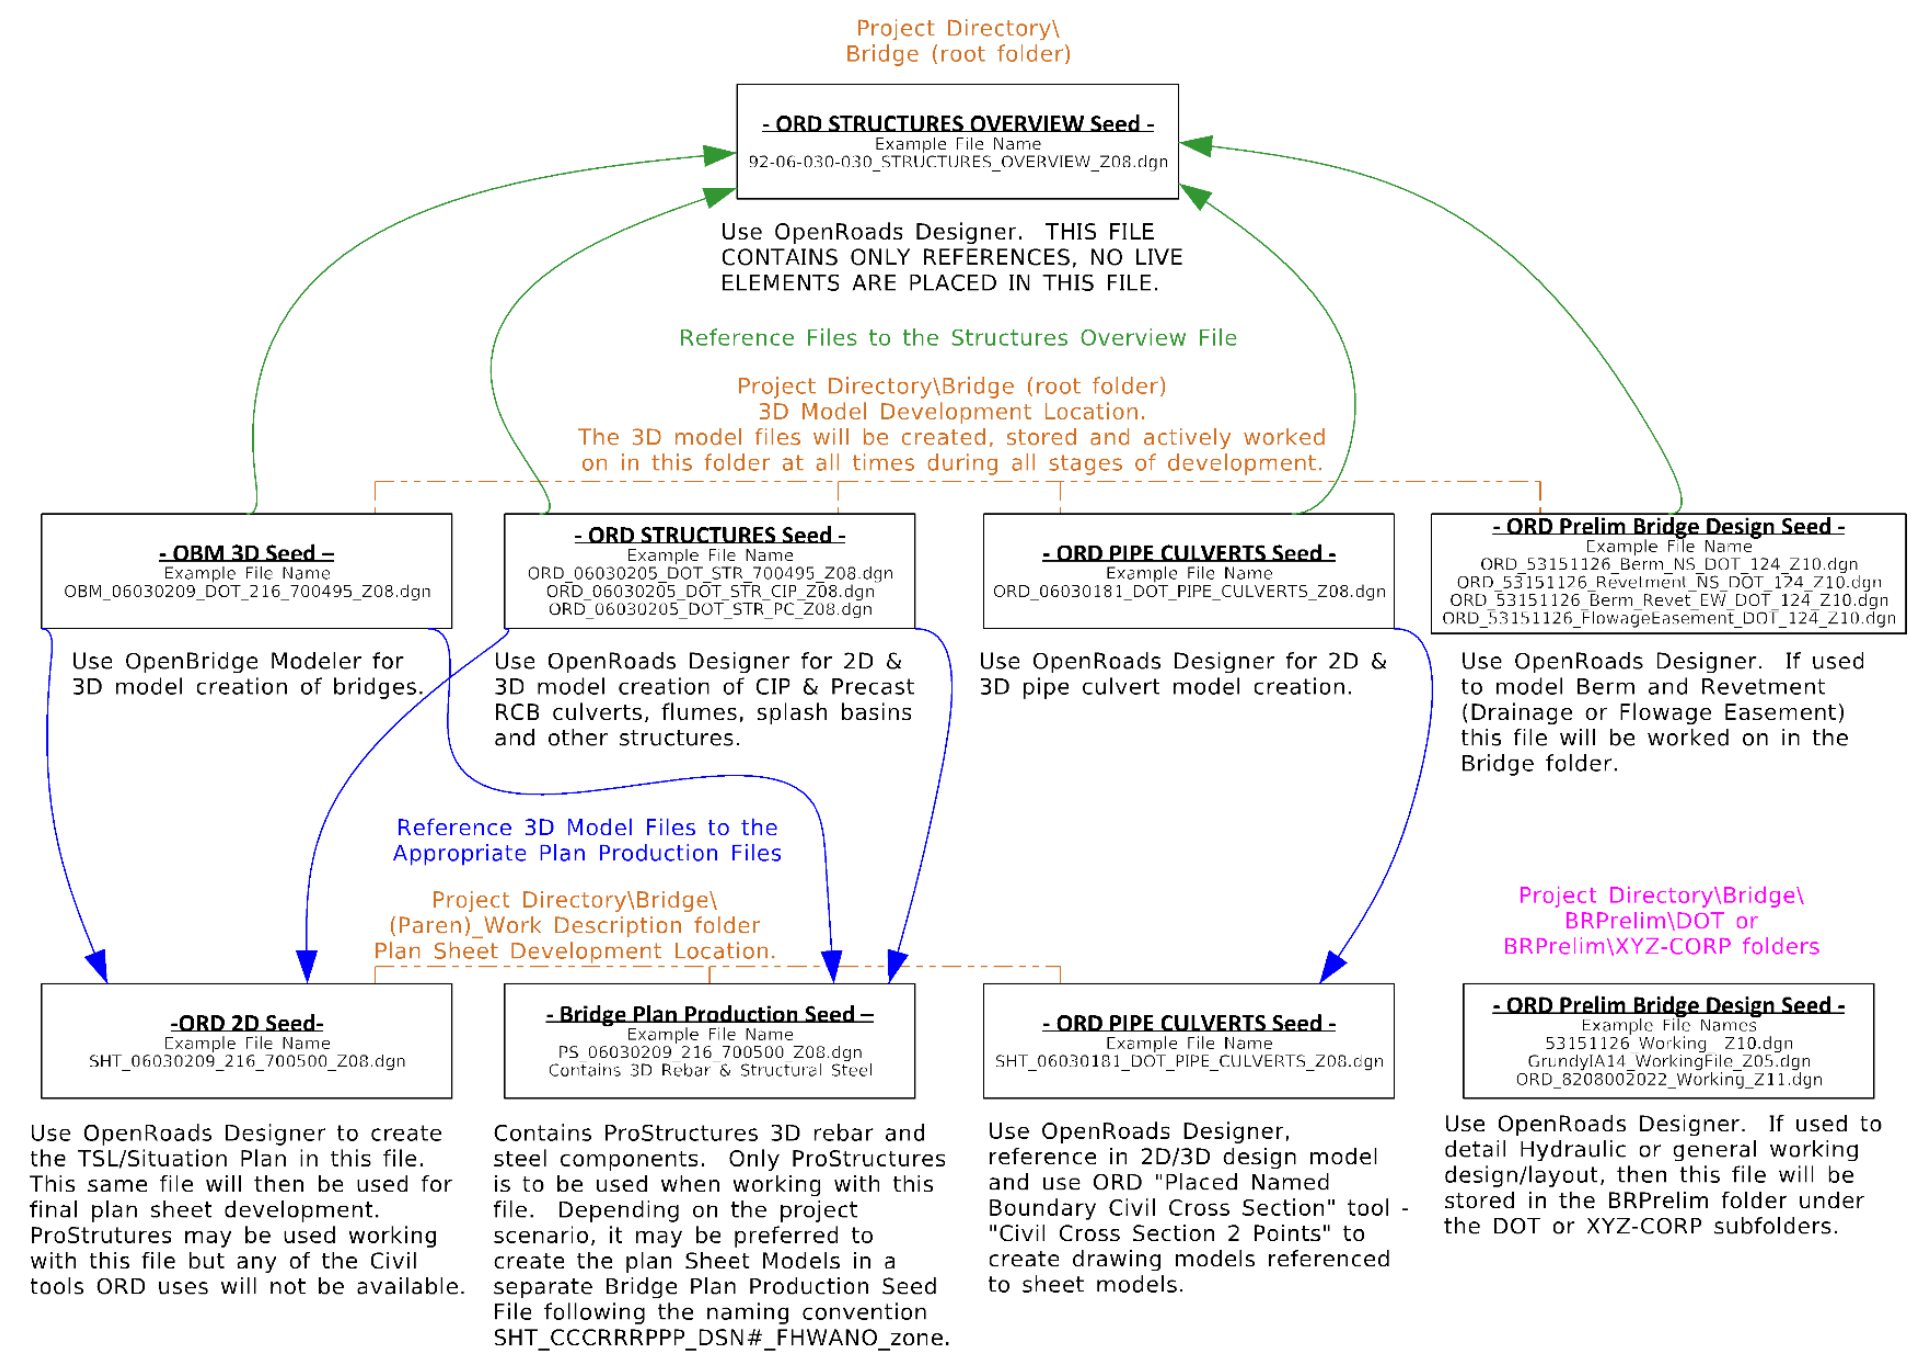 Project Directory\
Bridge (root folder)
- ORD STRUCTURES OVERVIEW Seed -
Example File Name
92-06-030-030_STRUCTURES_OVERVIEW_Z08.dgn
Use OpenRoads Designer. THIS FILE
CONTAINS ONLY REFERENCES, NO LIVE
ELEMENTS ARE PLACED IN THIS FILE.
Reference Files to the Structures Overview File
Project Directory\Bridge (root folder)
3D Model Development Location.
The 3D model files will be created, stored and actively worked
on in this folder at all times during all stages of development.
- OBM 3D Seed –
Example File Name
OBM_06030209_DOT_216_700495_Z08.dgn
Use OpenBridge Modeler for
3D model creation of bridges.
- ORD STRUCTURES Seed -
Example File Name
ORD_06030205_DOT_STR_700495_Z08.dgn
ORD_06030205_DOT_STR_CIP_Z08.dgn
ORD_06030205_DOT_STR_PC_Z08.dgn
Use OpenRoads Designer for 2D &
3D model creation of CIP & Precast
RCB culverts, flumes, splash basins
and other structures.
- ORD PIPE CULVERTS Seed -
Example File Name
ORD_06030181_DOT_PIPE_CULVERTS_Z08.dgn
Use OpenRoads Designer for 2D &
3D pipe culvert model creation.
- ORD Prelim Bridge Design Seed -
Example File Name
ORD_53151126_Berm_NS_DOT_124_Z10.dgn
ORD_53151126_Revetment_NS_DOT_124_Z10.dgn
ORD_53151126_Berm_Revet_EW_DOT_124_Z10.dgn
ORD_53151126_FlowageEasement_DOT_124_Z10.dgn
Use OpenRoads Designer. If used
to model Berm and Revetment
(Drainage or Flowage Easement)
this file will be worked on in the
Bridge folder.
Reference 3D Model Files to the
Appropriate Plan Production Files
Project Directory\Bridge\
(Paren)_Work Description folder
Plan Sheet Development Location.
Project Directory\Bridge\
BRPrelim\DOT or
BRPrelim\XYZ-CORP folders
-ORD 2D Seed-
Example File Name
SHT_06030209_216_700500_Z08.dgn
Use OpenRoads Designer to create
the TSL/Situation Plan in this file.
This same file will then be used for
final plan sheet development.
ProStrutures may be used working
with this file but any of the Civil
tools ORD uses will not be available.
- Bridge Plan Production Seed –
Example File Name
PS_06030209_216_700500_Z08.dgn
Contains 3D Rebar & Structural Steel
Contains ProStructures 3D rebar and
steel components. Only ProStructures
is to be used when working with this
file. Depending on the project
scenario, it may be preferred to
create the plan Sheet Models in a
separate Bridge Plan Production Seed
File following the naming convention
SHT_CCCRRRPPP_DSN#_FHWANO_zone.
- ORD PIPE CULVERTS Seed -
Example File Name
SHT_06030181_DOT_PIPE_CULVERTS_Z08.dgn
Use OpenRoads Designer,
reference in 2D/3D design model
and use ORD "Placed Named
Boundary Civil Cross Section" tool -
"Civil Cross Section 2 Points" to
create drawing models referenced
to sheet models.
- ORD Prelim Bridge Design Seed -
Example File Names
53151126_Working_ Z10.dgn
GrundyIA14_WorkingFile_Z05.dgn
ORD_8208002022_Working_Z11.dgn
Use OpenRoads Designer. If used to
detail Hydraulic or general working
design/layout, then this file will be
stored in the BRPrelim folder under
the DOT or XYZ-CORP subfolders.